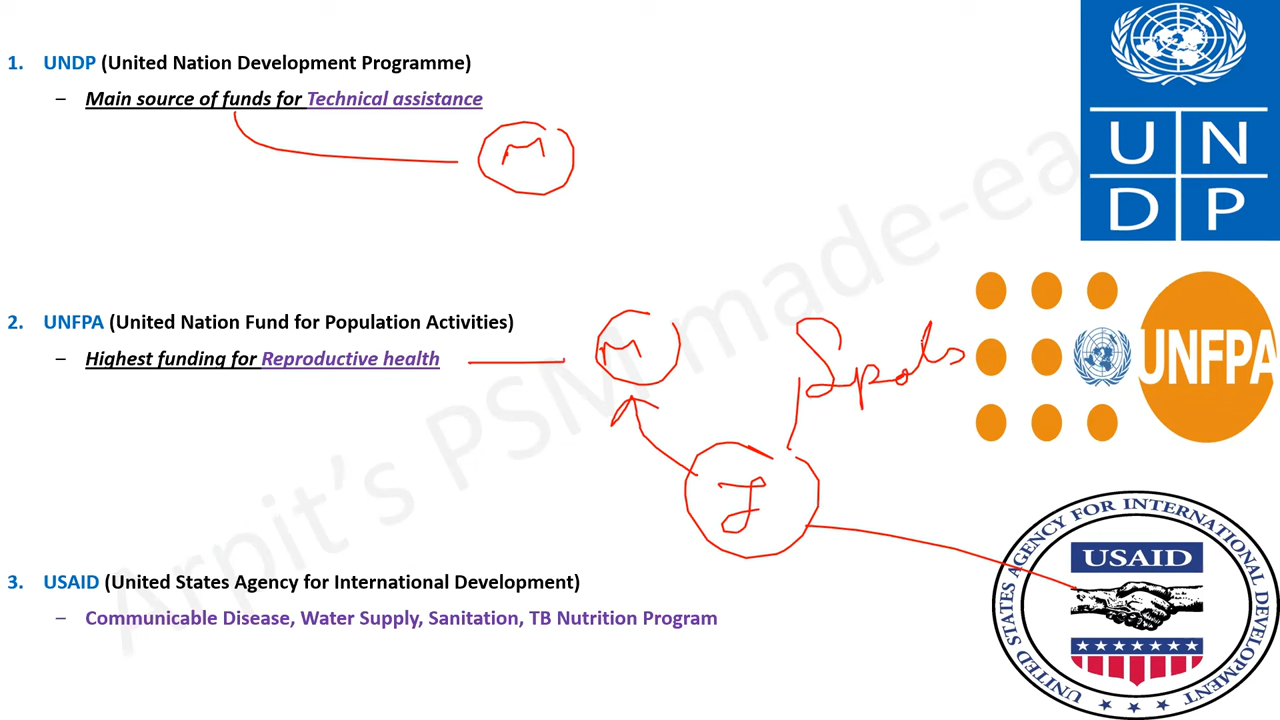 1. UNDP (United Nation Development Programme)
– Main source of funds for Technical assistance
M
U N
D P
2. UNFPA (United Nation Fund for Population Activities)
– Highest funding for Reproductive health
M
UNFPA
Arpit's PSM made-ea
3. USAID (United States Agency for International Development)
– Communicable Disease, Water Supply, Sanitation, TB Nutrition Program
UNITED STATES AGENCY FOR INTERNATIONAL DEVELOPMENT
USAID